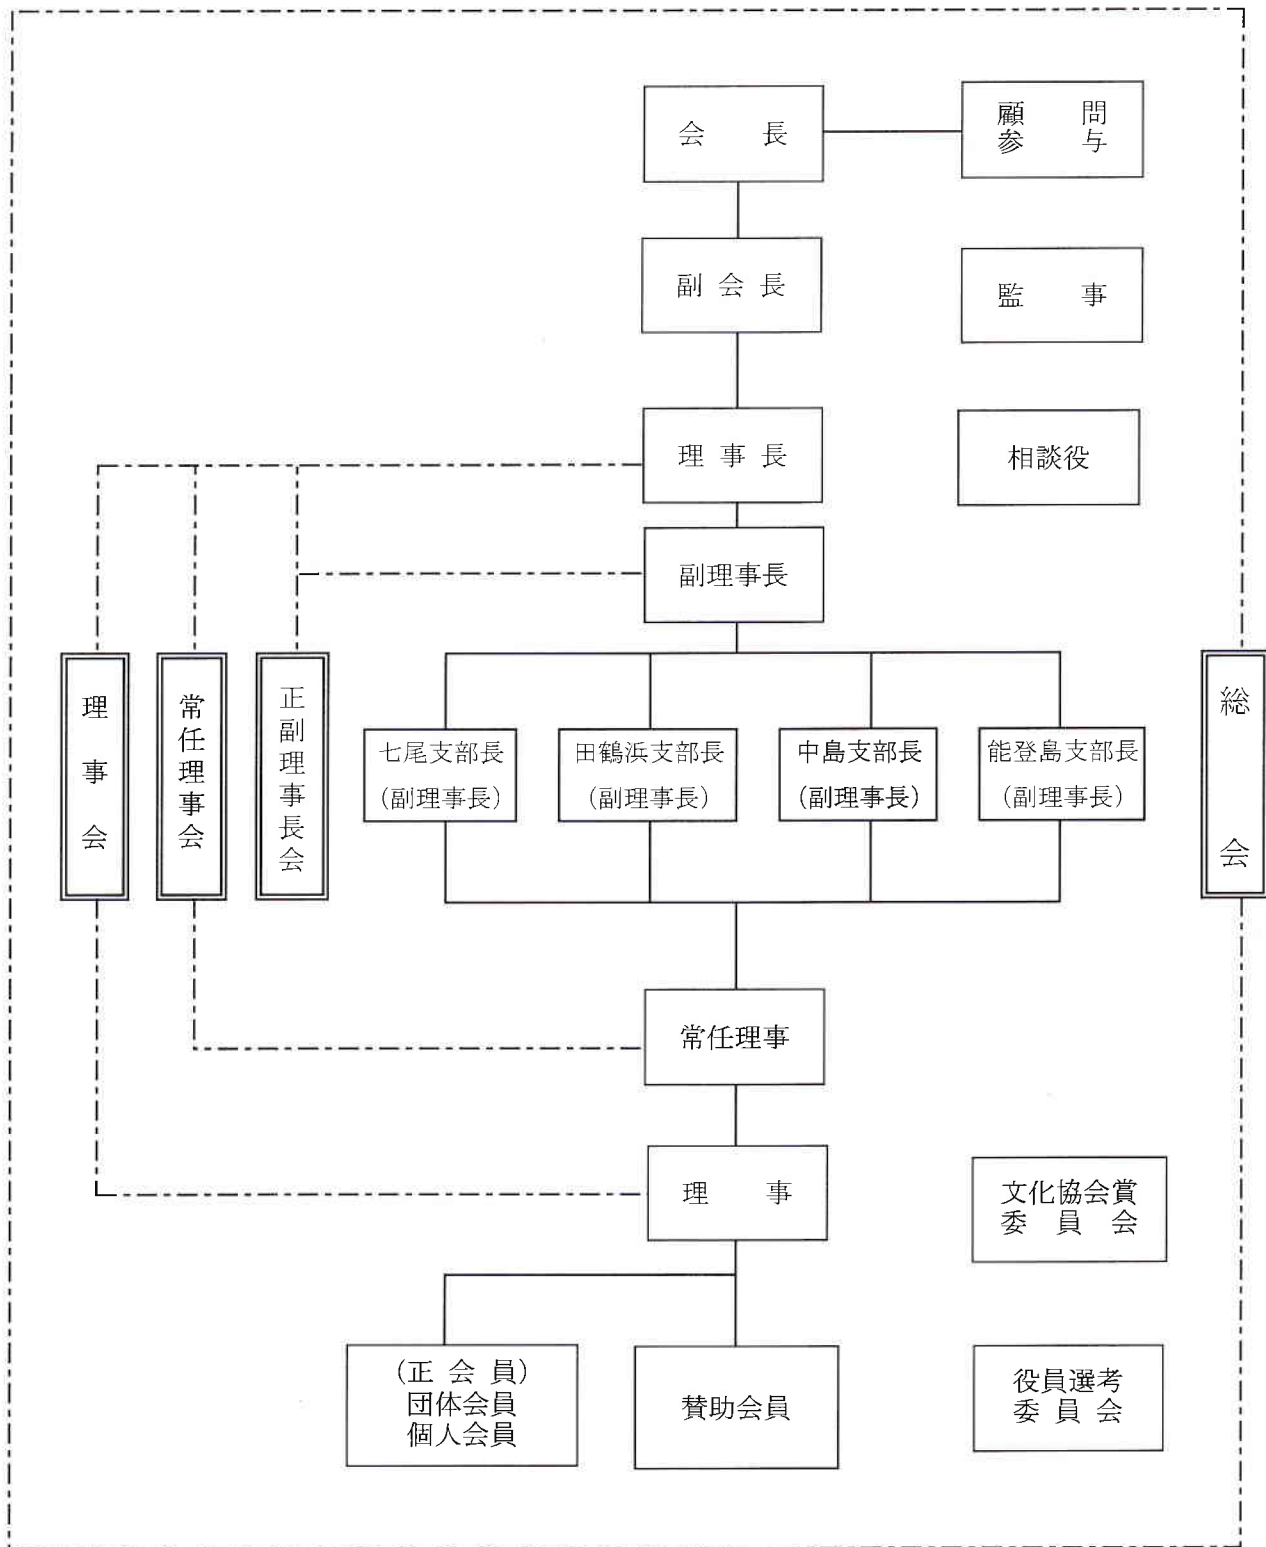 会長
顧問
参与
副会長
監事
理事長
相談役
副理事長
理事会
常任理事会
正副理事長会
七尾支部長
(副理事長)
田鶴浜支部長
(副理事長)
中島支部長
(副理事長)
能登島支部長
(副理事長)
総会
常任理事
理事
文化協会賞
委員会
(正会員)
団体会員
個人会員
賛助会員
役員選考
委員会